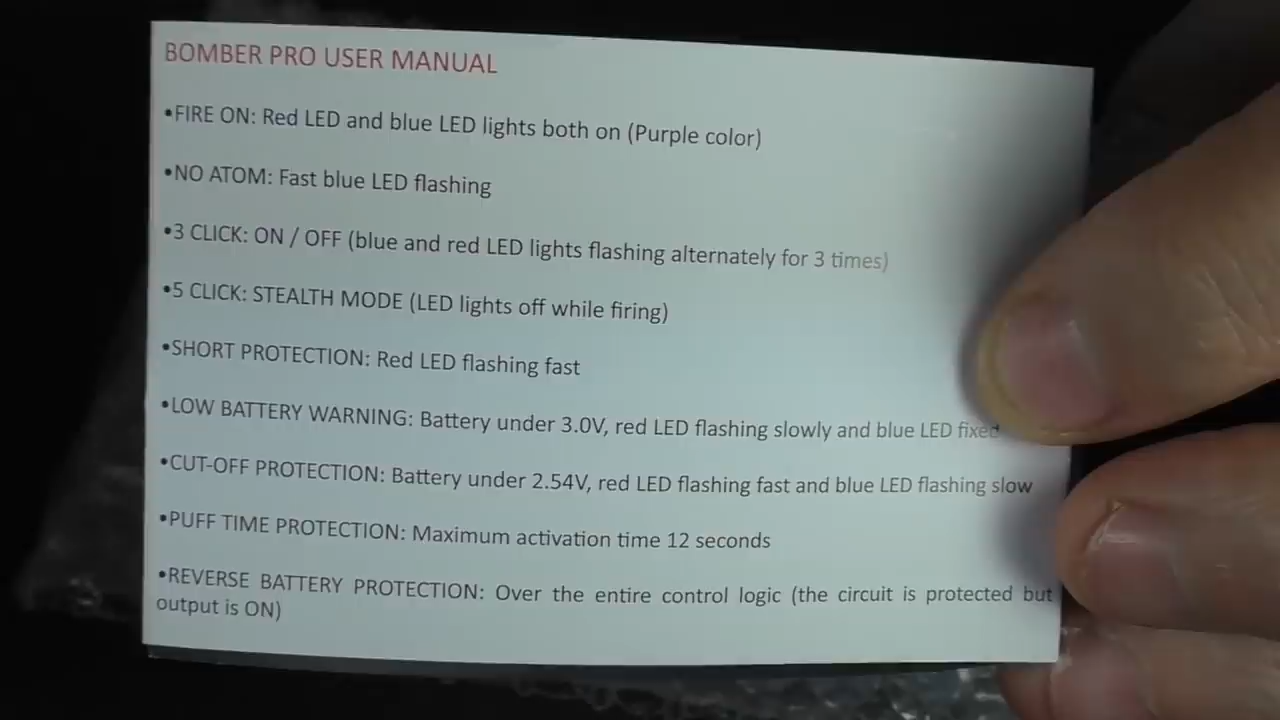 BOMBER PRO USER MANUAL
•FIRE ON: Red LED and blue LED lights both on (Purple color)
•NO ATOM: Fast blue LED flashing
•3 CLICK: ON / OFF (blue and red LED lights flashing alternately for 3 times)
•5 CLICK: STEALTH MODE (LED lights off while firing)
•SHORT PROTECTION: Red LED flashing fast
•LOW BATTERY WARNING: Battery under 3.0V, red LED flashing slowly and blue LED fixed
•CUT-OFF PROTECTION: Battery under 2.54V, red LED flashing fast and blue LED flashing slow
•PUFF TIME PROTECTION: Maximum activation time 12 seconds
•REVERSE BATTERY PROTECTION: Over the entire control logic (the circuit is protected but
output is ON)